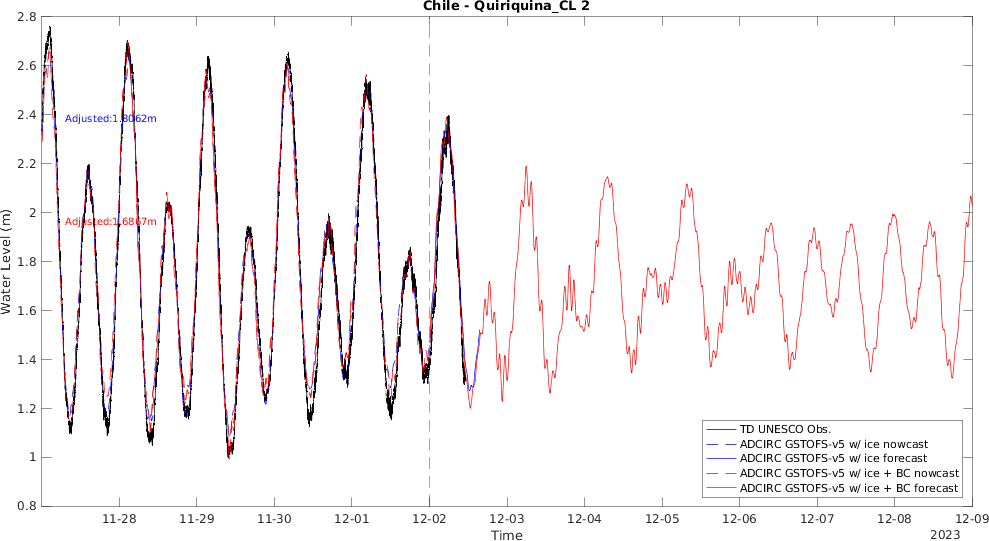 Chile - Quiriquina_CL 2
2.8
2.6
2.4
2.2
2
1.8
1.6
1.4
1.2
1
0.8
Water Level (m)
Adjusted:1.8062m
Adjusted:1.6867m
TD UNESCO Obs.
ADCIRC GSTOFS-v5 w/ ice nowcast
ADCIRC GSTOFS-v5 w/ ice forecast
ADCIRC GSTOFS-v5 w/ ice + BC nowcast
ADCIRC GSTOFS-v5 w/ ice + BC forecast
11-28 11-29 11-30 12-01 12-02 12-03 12-04 12-05 12-06 12-07 12-08 12-09
Time
2023